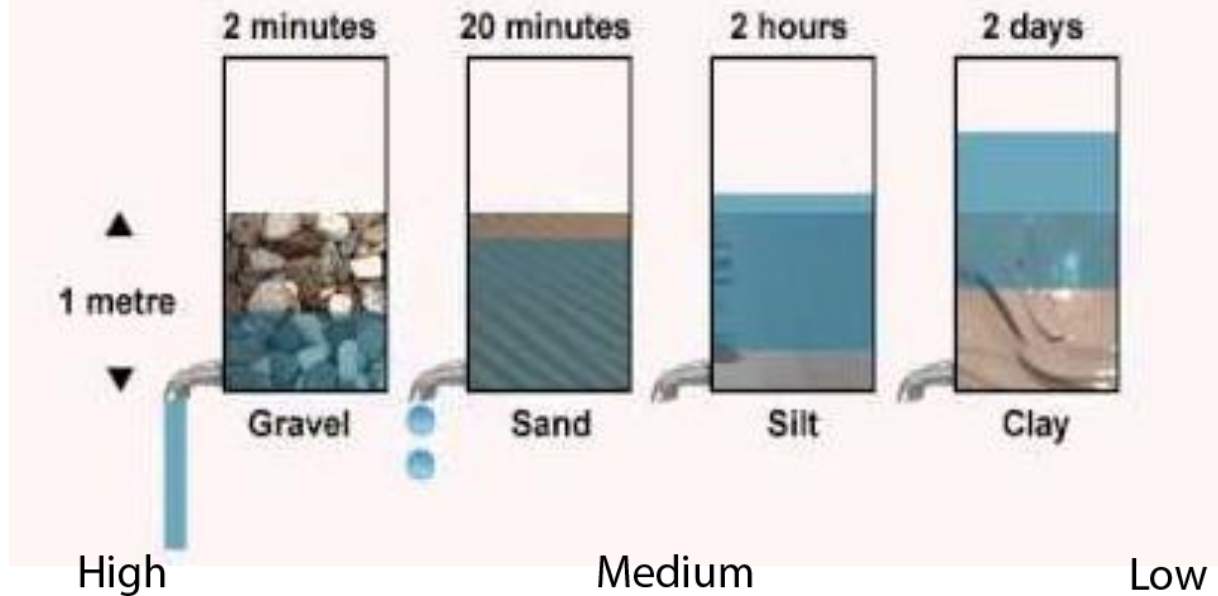 2 minutes 20 minutes 2 hours 2 days
1 metre
Gravel Sand Silt Clay
High Medium Low